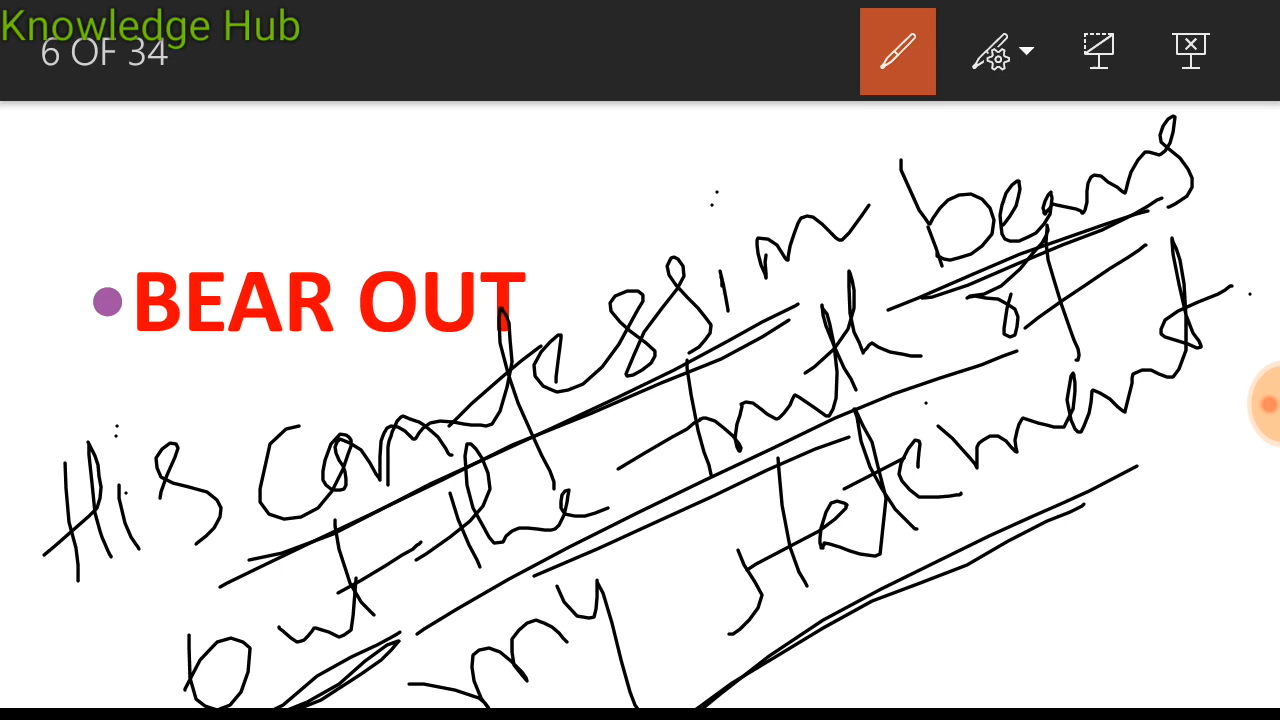 Knowledge Hub
6 OF 34
• BEAR OUT
His confession bears
out the truth of
my statement